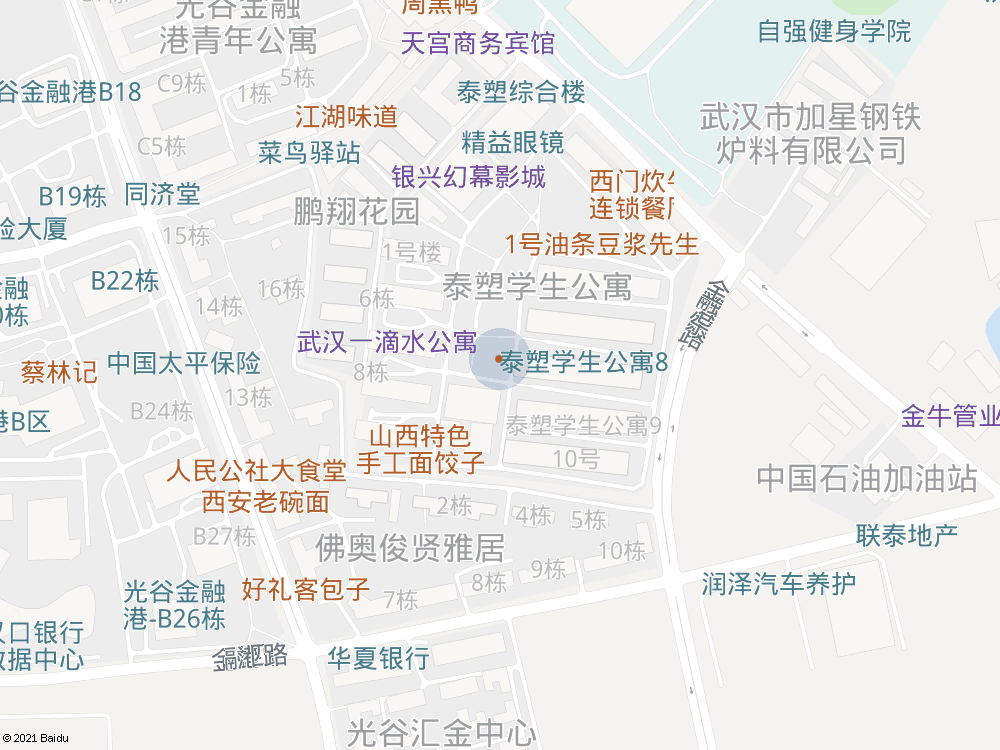 光谷金融
港青年公寓
周黑鸭
天宫商务宾馆
自强健身学院
C9栋
5栋
1栋
谷金融港B18
泰塑综合楼
江湖味道
武汉市加星钢铁
炉料有限公司
C5栋
菜鸟驿站
精益眼镜
银兴幻幕影城
西门炊
连锁餐
B19栋
同济堂
鹏翔花园
险大厦
15栋
1号楼
1号油条豆浆先生
B22栋
16栋
泰塑学生公寓
金融
0栋
14栋
6栋
金融港路
武汉一滴水公寓
泰塑学生公寓8
蔡林记
中国太平保险
8栋
13栋
B24栋
港B区
泰塑学生公寓9
金牛管业
山西特色
手工面饺子
10号
人民公社大食堂
西安老碗面
中国石油加油站
2栋
4栋
5栋
B27栋
佛奥俊贤雅居
10栋
联泰地产
9栋
8栋
润泽汽车养护
光谷金融
港-B26栋
好礼客包子
7栋
汉口银行
数据中心
华夏银行
光谷汇金中心
© 2021 Baidu